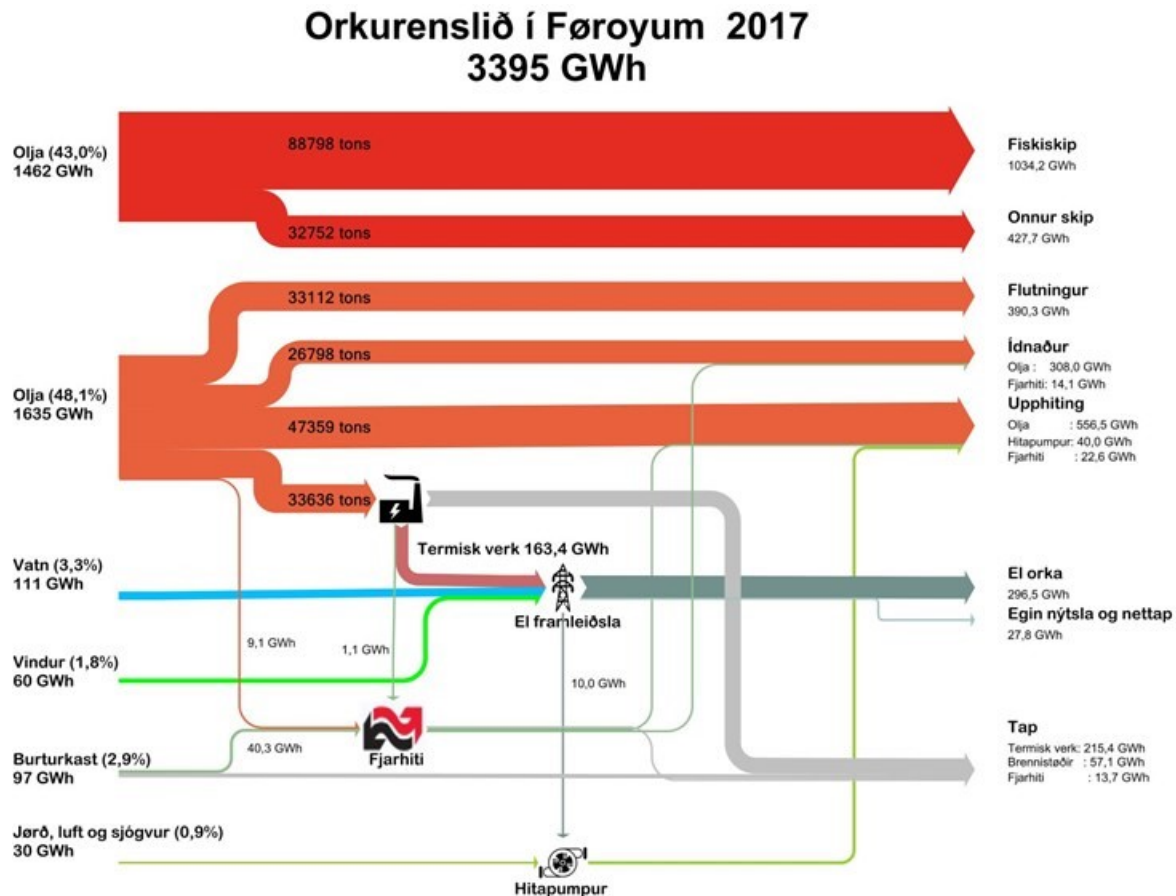 Orkurenslið í Føroyum 2017
3395 GWh
Olja (43,0%)
1462 GWh
88798 tons
32752 tons
Fiskiskip
1034,2 GWh
Onnur skip
427,7 GWh
Olja (48,1%)
1635 GWh
33112 tons
26798 tons
47359 tons
33636 tons
Flutningur
390,3 GWh
Ídnaður
Olja : 308,0 GWh
Fjarhiti: 14,1 GWh
Upphiting
Olja : 556,5 GWh
Hitapumpur: 40,0 GWh
Fjarhiti : 22,6 GWh
Termisk verk 163,4 GWh
Vatn (3,3%)
111 GWh
El framleiðsla
El orka
296,5 GWh
Egin nýtsla og nettap
27,8 GWh
9,1 GWh
1,1 GWh
Vindur (1,8%)
60 GWh
10,0 GWh
40,3 GWh
Fjarhiti
Burturkast (2,9%)
97 GWh
Tap
Termisk verk: 215,4 GWh
Brennistøðir : 57,1 GWh
Fjarhiti : 13,7 GWh
Jørð, luft og sjógvur (0,9%)
30 GWh
Hitapumpur